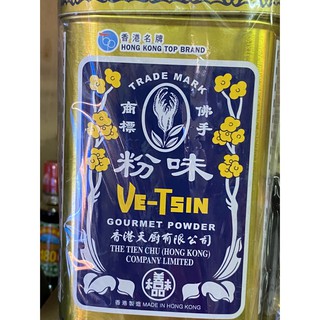 香港名牌
HONG KONG TOP BRAND
TRADE MARK
商標
佛手
粉味
VE-TSIN
GOURMET POWDER
香港天厨有限公司
THE TIEN CHU (HONG KONG)
COMPANY LIMITED
香港製造 MADE IN HONG KONG